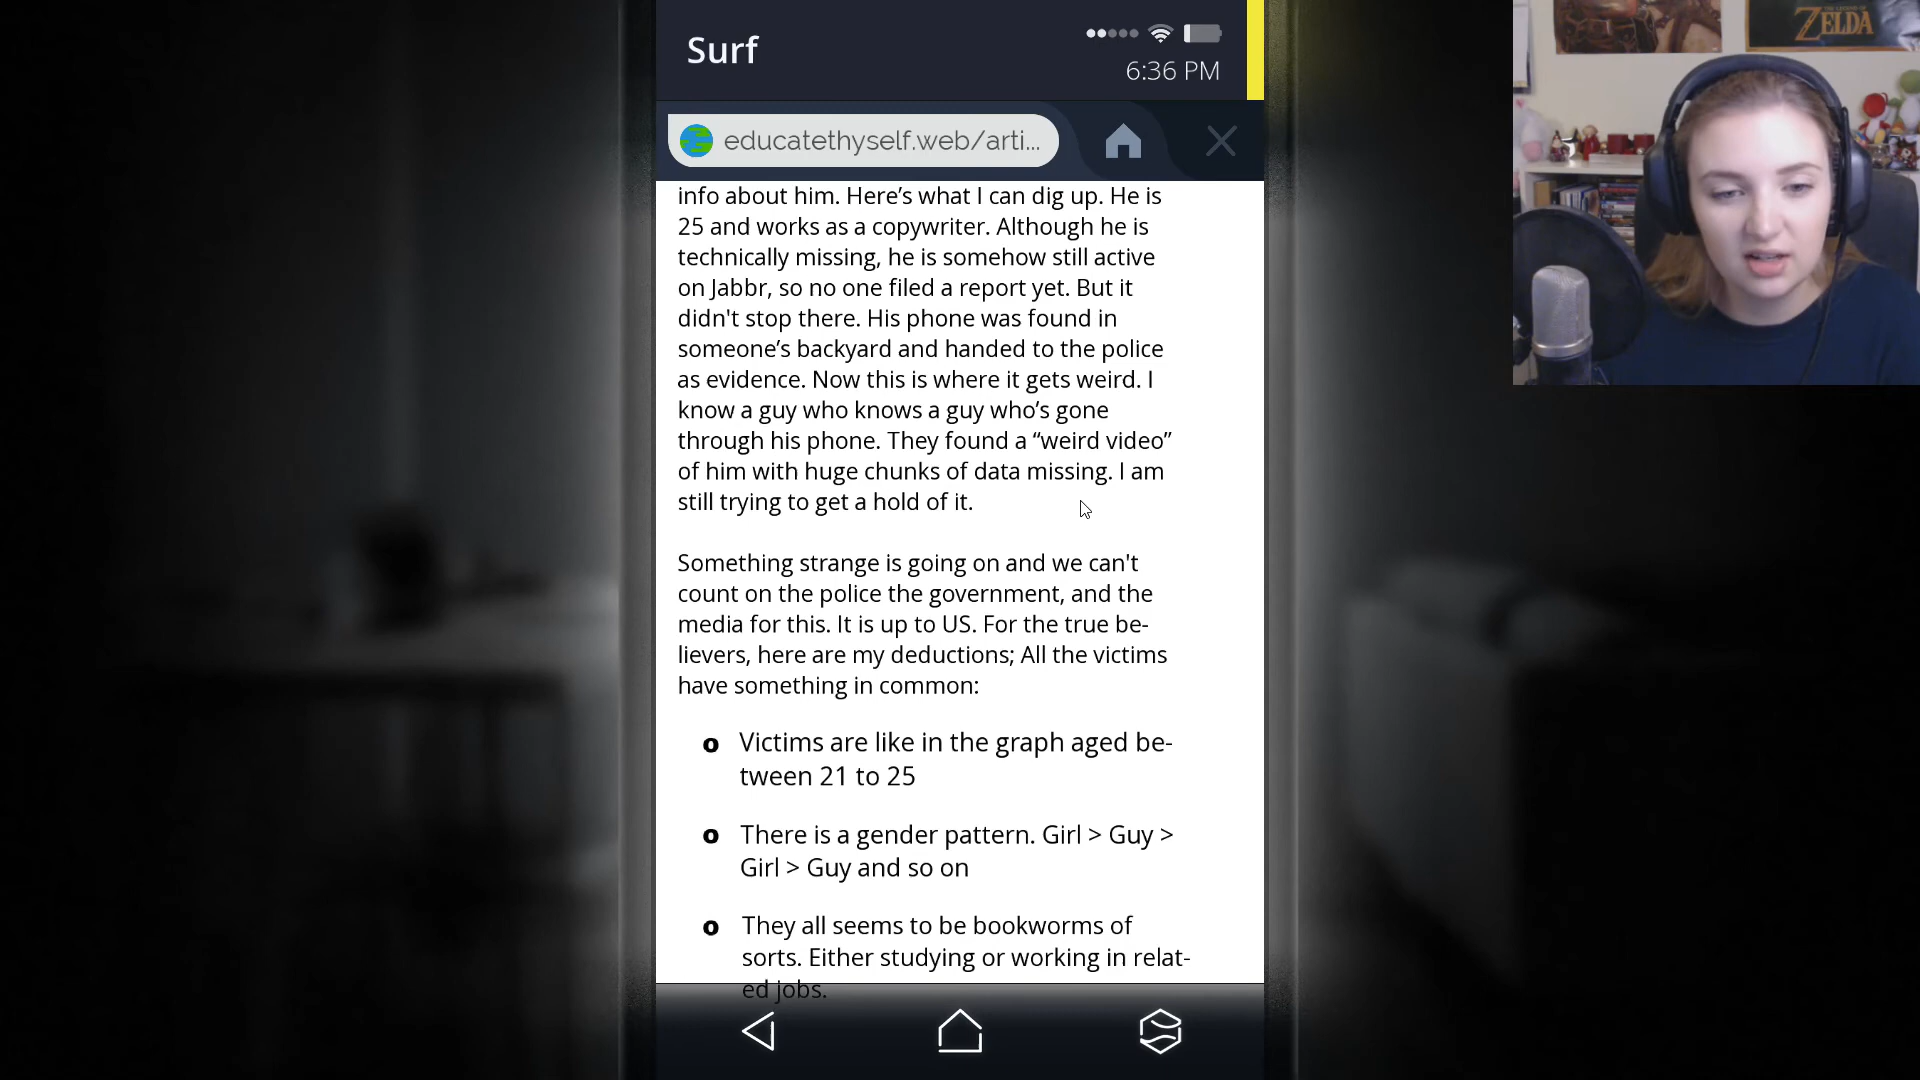 Surf
6:36 PM
educatethyself.web/arti...
info about him. Here’s what I can dig up. He is
25 and works as a copywriter. Although he is
technically missing, he is somehow still active
on Jabbr, so no one filed a report yet. But it
didn't stop there. His phone was found in
someone’s backyard and handed to the police
as evidence. Now this is where it gets weird. I
know a guy who knows a guy who’s gone
through his phone. They found a “weird video”
of him with huge chunks of data missing. I am
still trying to get a hold of it.
Something strange is going on and we can't
count on the police the government, and the
media for this. It is up to US. For the true be-
lievers, here are my deductions; All the victims
have something in common:
o Victims are like in the graph aged be-
tween 21 to 25
o There is a gender pattern. Girl > Guy >
Girl > Guy and so on
o They all seems to be bookworms of
sorts. Either studying or working in relat-
ed jobs.
ZELDA